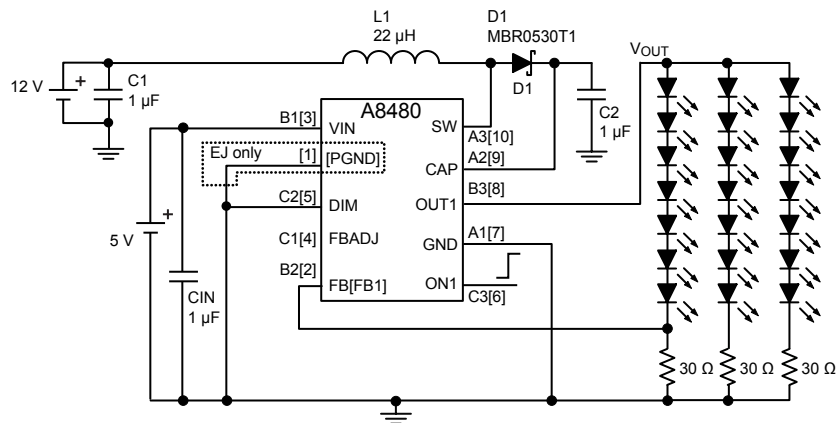 L1
22 µH
D1
MBR0530T1
D1
VOUT
12 V
+
C1
1 µF
C2
1 µF
A8480
B1[3]
VIN
SW
A3[10]
EJ only
[1]
[PGND]
CAP
A2[9]
C2[5]
DIM
OUT1
B3[8]
5 V
+
C1[4]
FBADJ
GND
A1[7]
B2[2]
FB[FB1]
ON1
C3[6]
CIN
1 µF
30 Ω
30 Ω
30 Ω